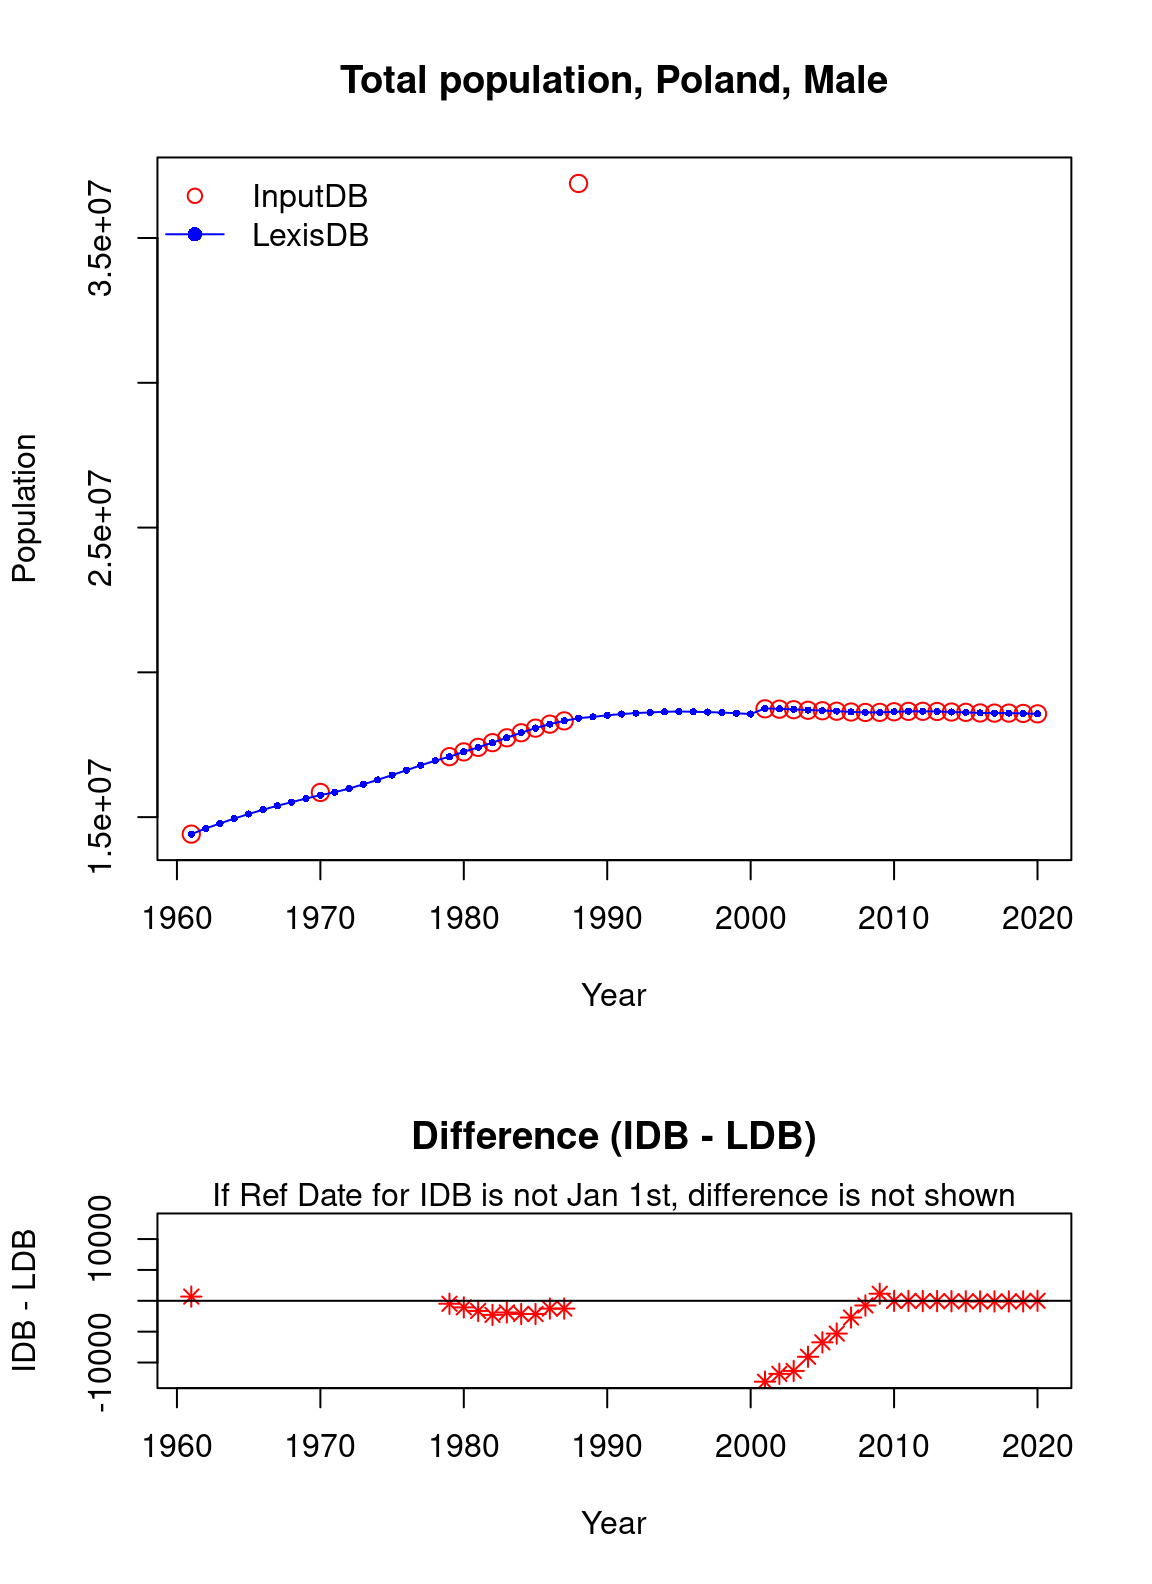 Total population, Poland, Male
InputDB
LexisDB
Population
3.5e+07
2.5e+07
1.5e+07
1960 1970 1980 1990 2000 2010 2020
Year
Difference (IDB - LDB)
If Ref Date for IDB is not Jan 1st, difference is not shown
IDB - LDB
10000
-10000
1960 1970 1980 1990 2000 2010 2020
Year